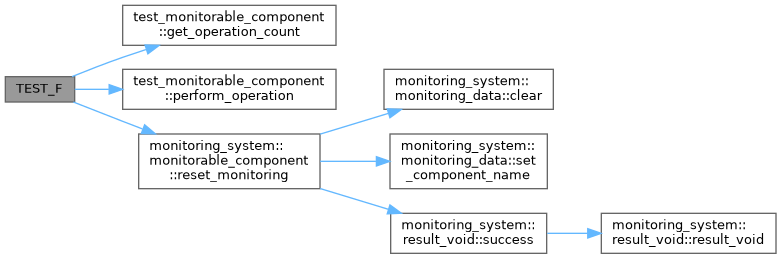 TEST_F
test_monitorable_component
::get_operation_count
test_monitorable_component
::perform_operation
monitoring_system::
monitorable_component
::reset_monitoring
monitoring_system::
monitoring_data::clear
monitoring_system::
monitoring_data::set
_component_name
monitoring_system::
result_void::success
monitoring_system::
result_void::result_void